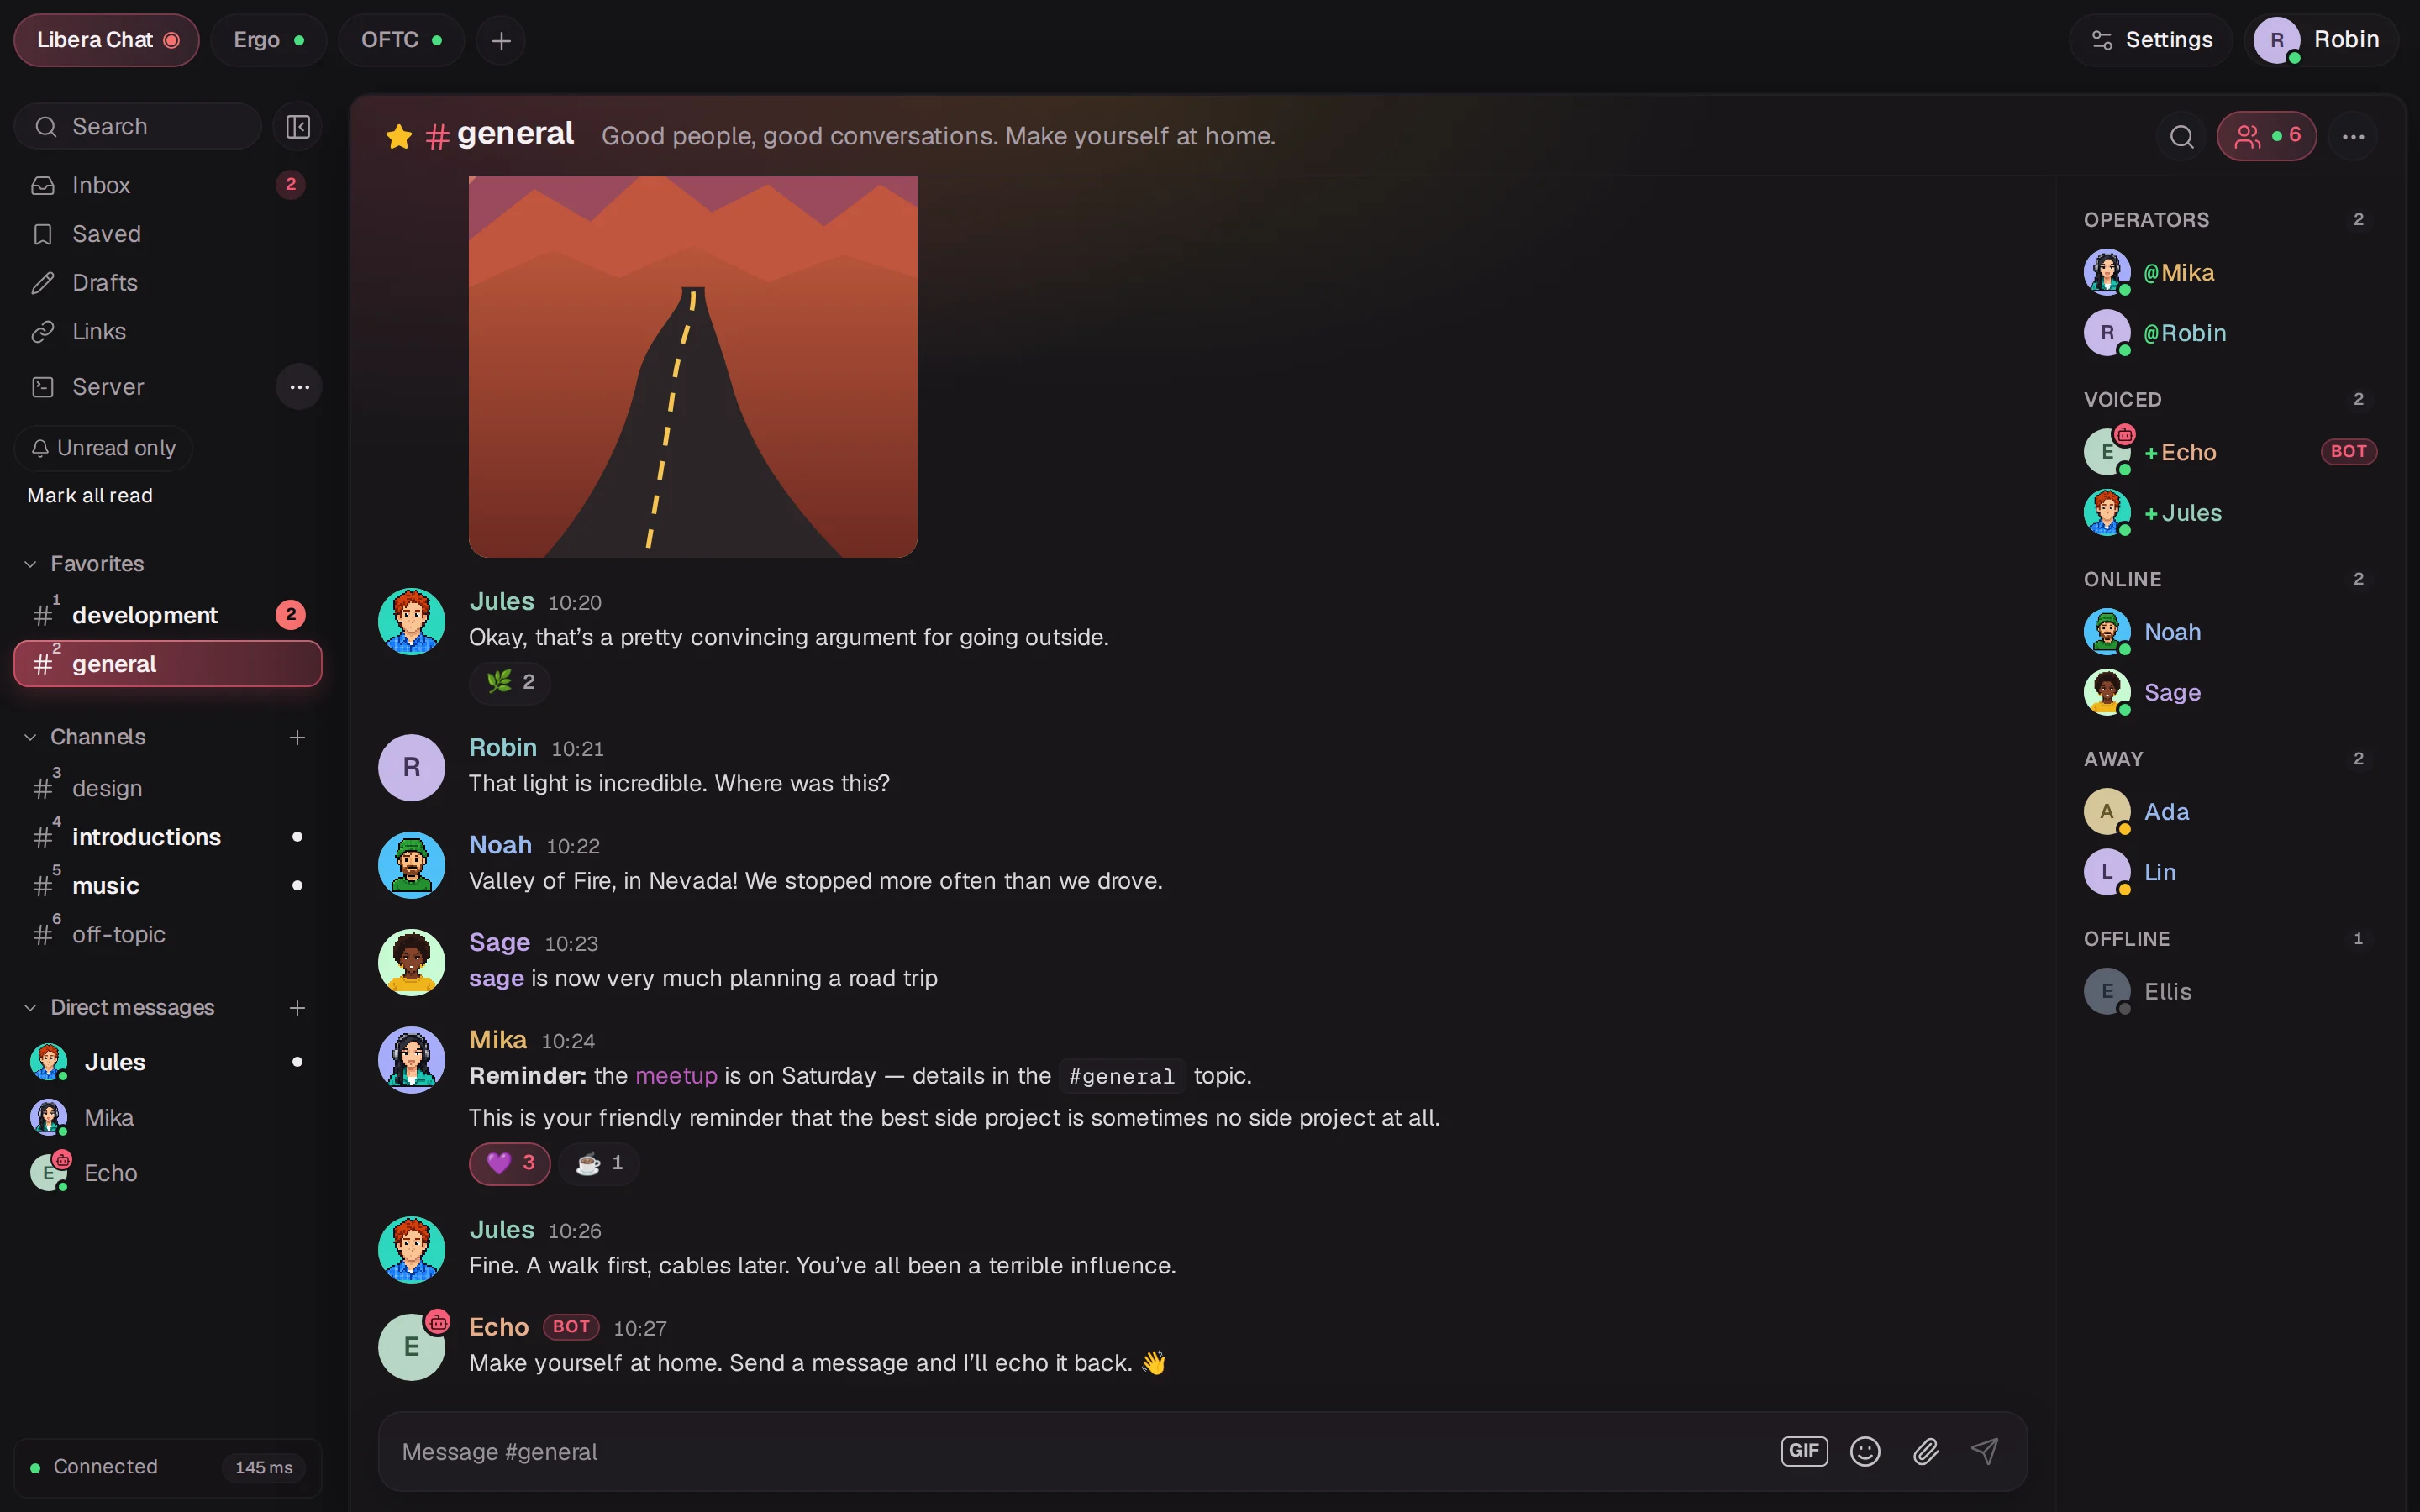 Libera Chat
Ergo
OFTC
Settings
R
Robin
Search
Inbox
2
Saved
Drafts
Links
Server
Unread only
Mark all read
Favorites
1
development
2
2
general
Channels
3
design
4
introductions
5
music
6
off-topic
Direct messages
Jules
Mika
E
Echo
Connected
145 ms
# general
Good people, good conversations. Make yourself at home.
6
Jules 10:20
Okay, that’s a pretty convincing argument for going outside.
🌿 2
R
Robin 10:21
That light is incredible. Where was this?
Noah 10:22
Valley of Fire, in Nevada! We stopped more often than we drove.
Sage 10:23
sage is now very much planning a road trip
Mika 10:24
Reminder: the meetup is on Saturday — details in the #general topic.
This is your friendly reminder that the best side project is sometimes no side project at all.
💜 3 ☕ 1
Jules 10:26
Fine. A walk first, cables later. You’ve all been a terrible influence.
E
Echo BOT 10:27
Make yourself at home. Send a message and I’ll echo it back. 👋
Message #general
GIF
OPERATORS 2
@Mika
R
@Robin
VOICED 2
E
+Echo
BOT
+Jules
ONLINE 2
Noah
Sage
AWAY 2
A
Ada
L
Lin
OFFLINE 1
E
Ellis